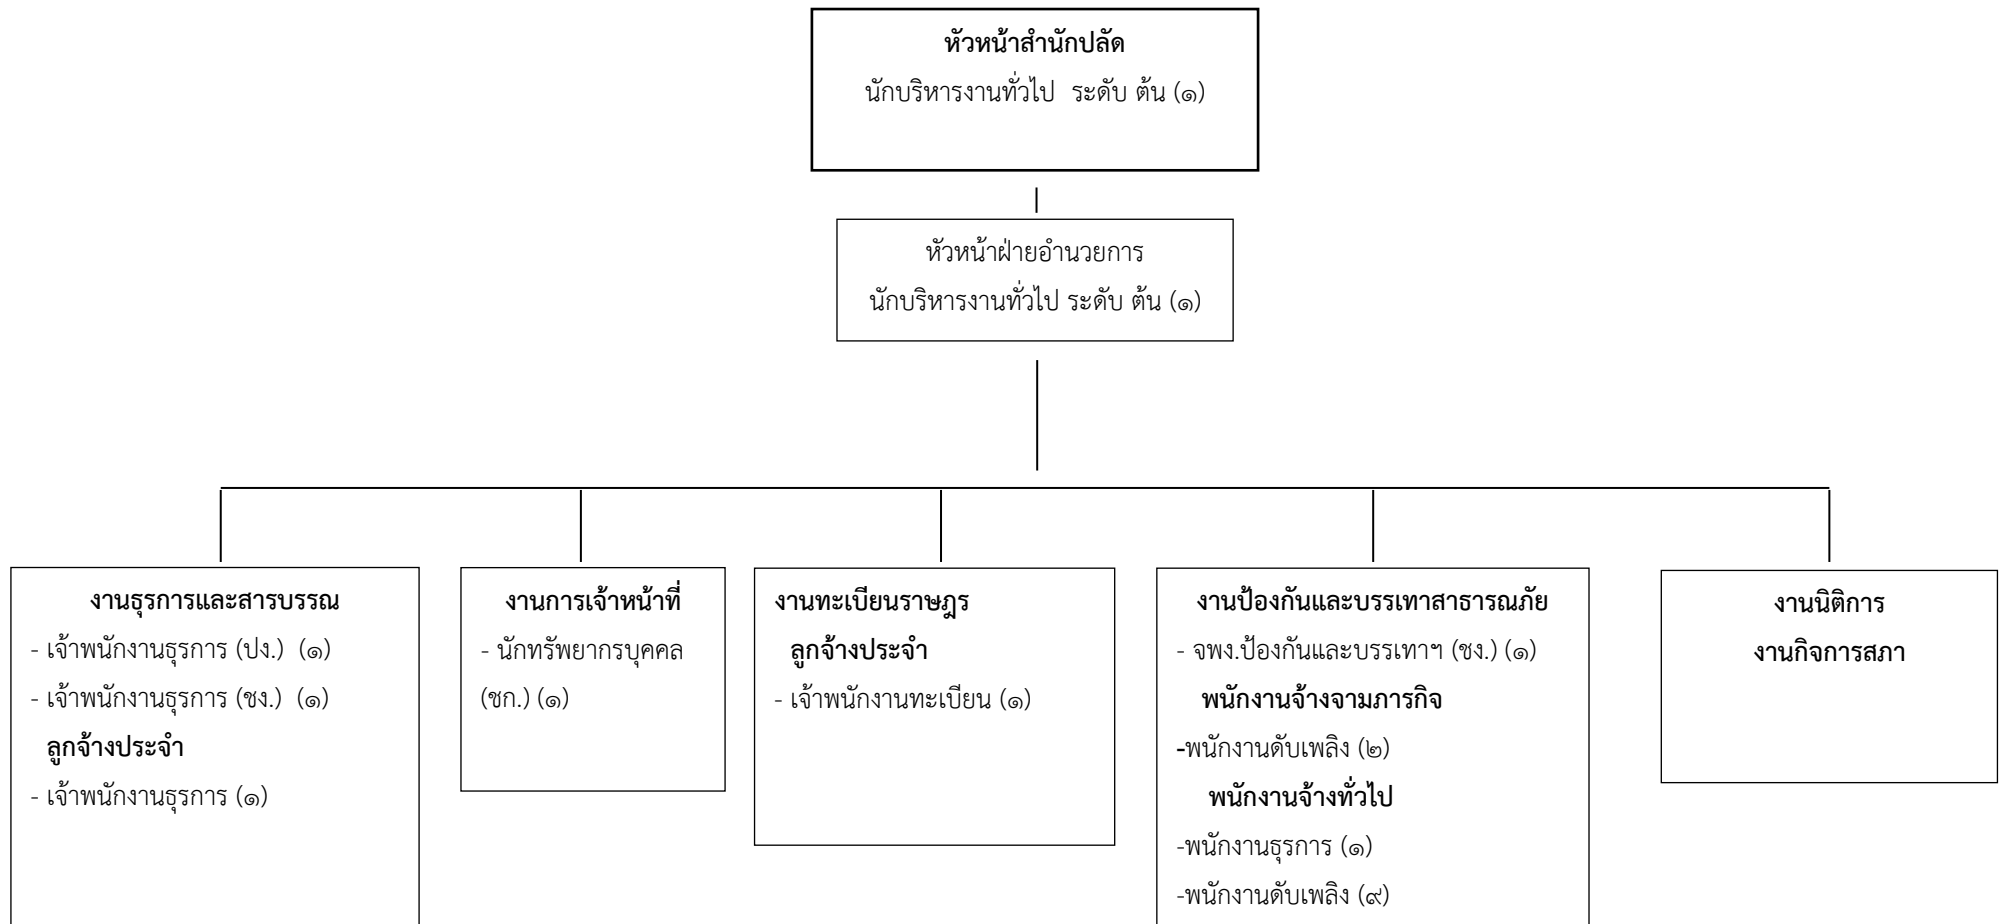 หัวหน้าสำนักปลัด
นักบริหารงานทั่วไป  ระดับ ต้น (๑)
หัวหน้าฝ่ายอำนวยการ
นักบริหารงานทั่วไป ระดับ ต้น (๑)
งานธุรการและสารบรรณ
- เจ้าพนักงานธุรการ (ปง.)  (๑)
- เจ้าพนักงานธุรการ (ชง.)  (๑)
ลูกจ้างประจำ
- เจ้าพนักงานธุรการ (๑)
งานการเจ้าหน้าที่
- นักทรัพยากรบุคคล
(ชก.) (๑)
งานทะเบียนราษฎร
ลูกจ้างประจำ
- เจ้าพนักงานทะเบียน (๑)
งานป้องกันและบรรเทาสาธารณภัย
- จพง.ป้องกันและบรรเทาฯ (ชง.) (๑)
พนักงานจ้างจามภารกิจ
-พนักงานดับเพลิง (๒)
พนักงานจ้างทั่วไป
-พนักงานธุรการ (๑)
-พนักงานดับเพลิง (๙)
งานนิติการ
งานกิจการสภา